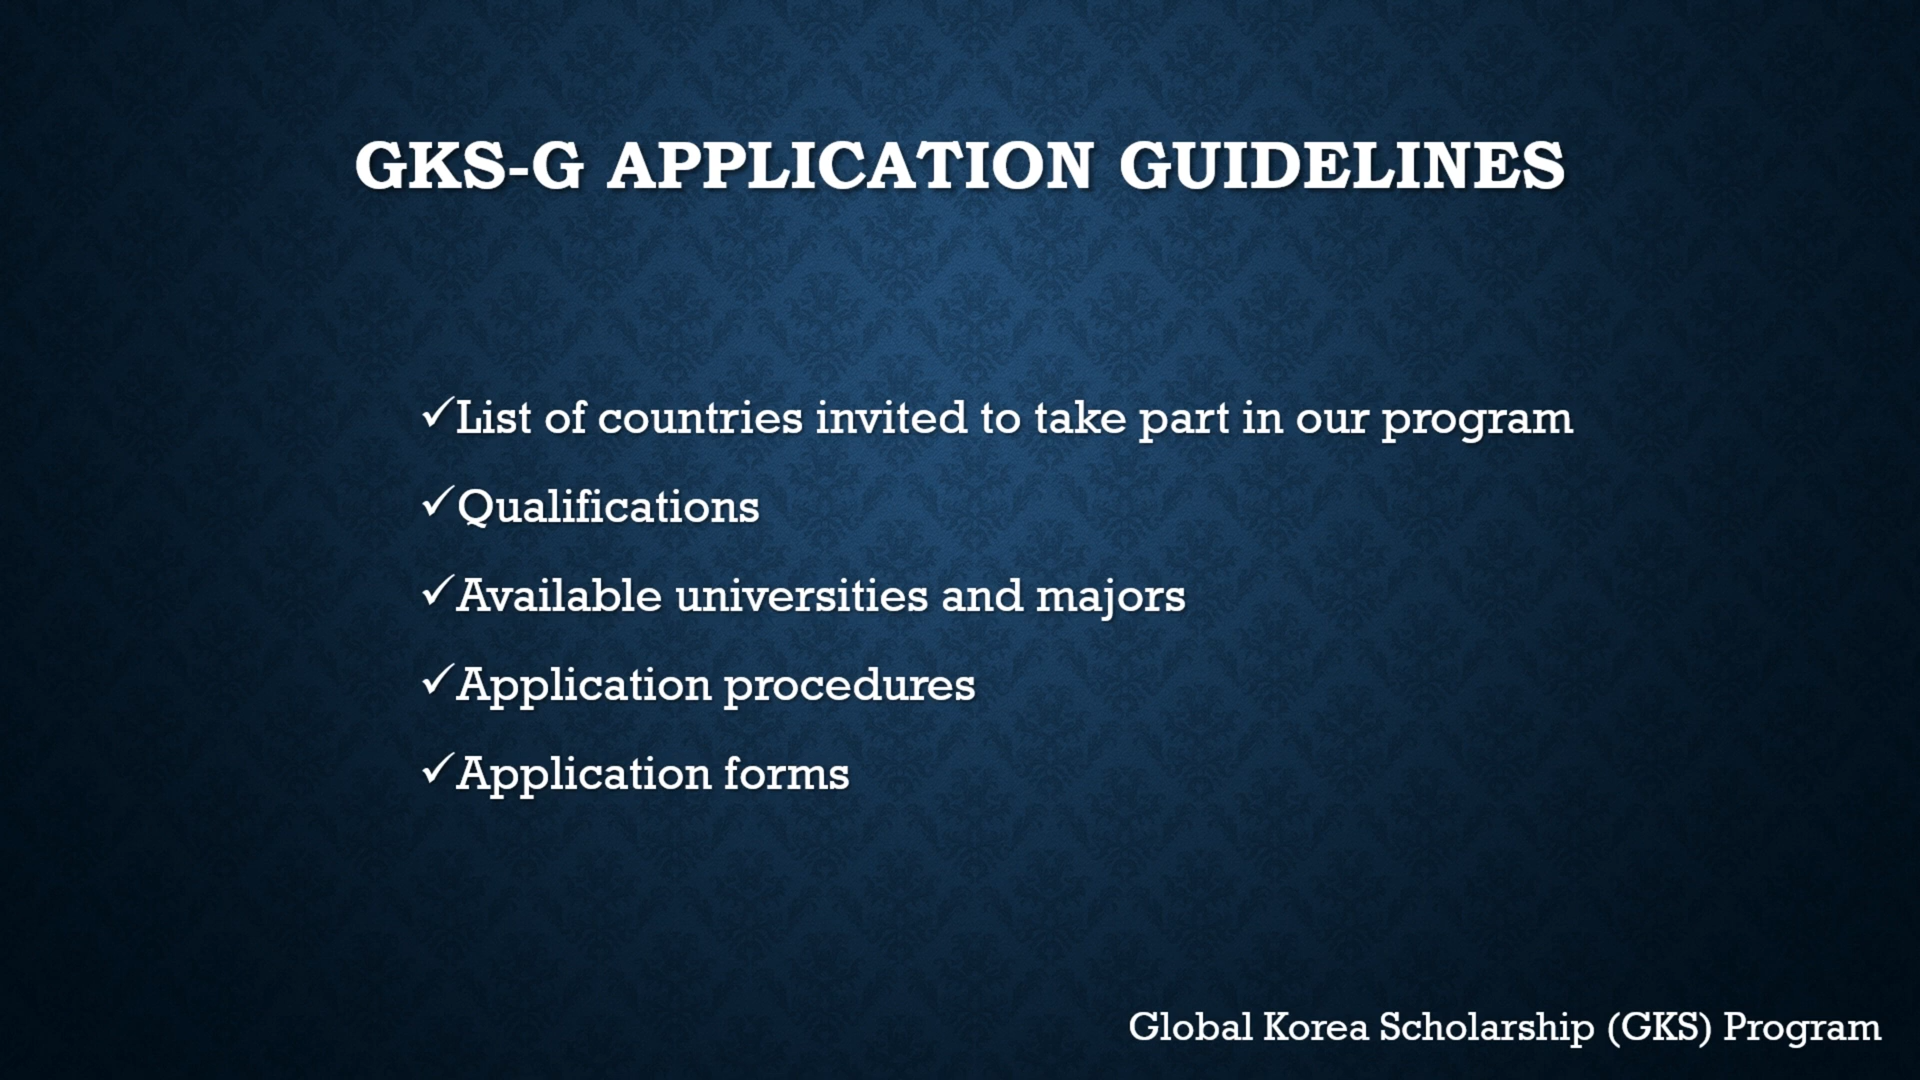 GKS-G APPLICATION GUIDELINES
✓List of countries invited to take part in our program
✓Qualifications
✓Available universities and majors
✓Application procedures
✓Application forms
Global Korea Scholarship (GKS) Program